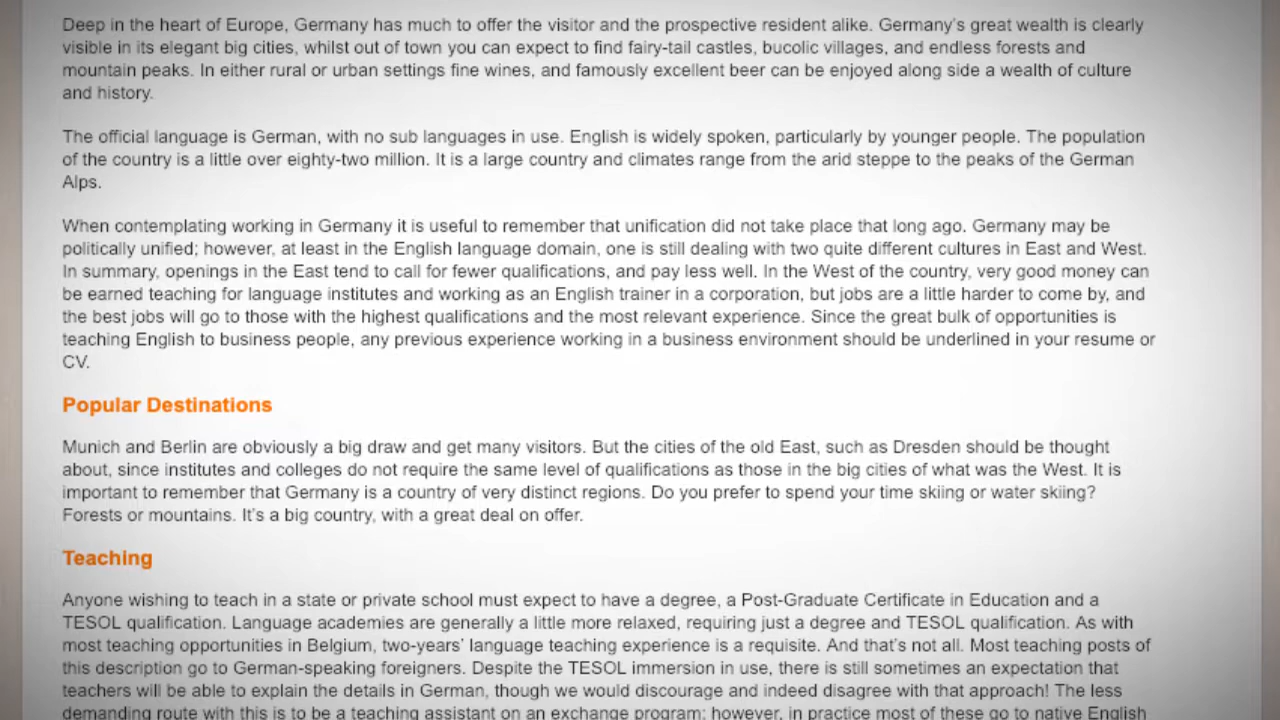 Deep in the heart of Europe, Germany has much to offer the visitor and the prospective resident alike. Germany's great wealth is clearly
visible in its elegant big cities, whilst out of town you can expect to find fairy-tail castles, bucolic villages, and endless forests and
mountain peaks. In either rural or urban settings fine wines, and famously excellent beer can be enjoyed along side a wealth of culture
and history.
The official language is German, with no sub languages in use. English is widely spoken, particularly by younger people. The population
of the country is a little over eighty-two million. It is a large country and climates range from the arid steppe to the peaks of the German
Alps.
When contemplating working in Germany it is useful to remember that unification did not take place that long ago. Germany may be
politically unified; however, at least in the English language domain, one is still dealing with two quite different cultures in East and West.
In summary, openings in the East tend to call for fewer qualifications, and pay less well. In the West of the country, very good money can
be earned teaching for language institutes and working as an English trainer in a corporation, but jobs are a little harder to come by, and
the best jobs will go to those with the highest qualifications and the most relevant experience. Since the great bulk of opportunities is
teaching English to business people, any previous experience working in a business environment should be underlined in your resume or
CV.
Popular Destinations
Munich and Berlin are obviously a big draw and get many visitors. But the cities of the old East, such as Dresden should be thought
about, since institutes and colleges do not require the same level of qualifications as those in the big cities of what was the West. It is
important to remember that Germany is a country of very distinct regions. Do you prefer to spend your time skiing or water skiing?
Forests or mountains. It's a big country, with a great deal on offer.
Teaching
Anyone wishing to teach in a state or private school must expect to have a degree, a Post-Graduate Certificate in Education and a
TESOL qualification. Language academies are generally a little more relaxed, requiring just a degree and TESOL qualification. As with
most teaching opportunities in Belgium, two-years' language teaching experience is a requisite. And that's not all. Most teaching posts of
this description go to German-speaking foreigners. Despite the TESOL immersion in use, there is still sometimes an expectation that
teachers will be able to explain the details in German, though we would discourage and indeed disagree with that approach! The less
demanding route with this is to be a teaching assistant on an exchange program; however, in practice most of these go to native English